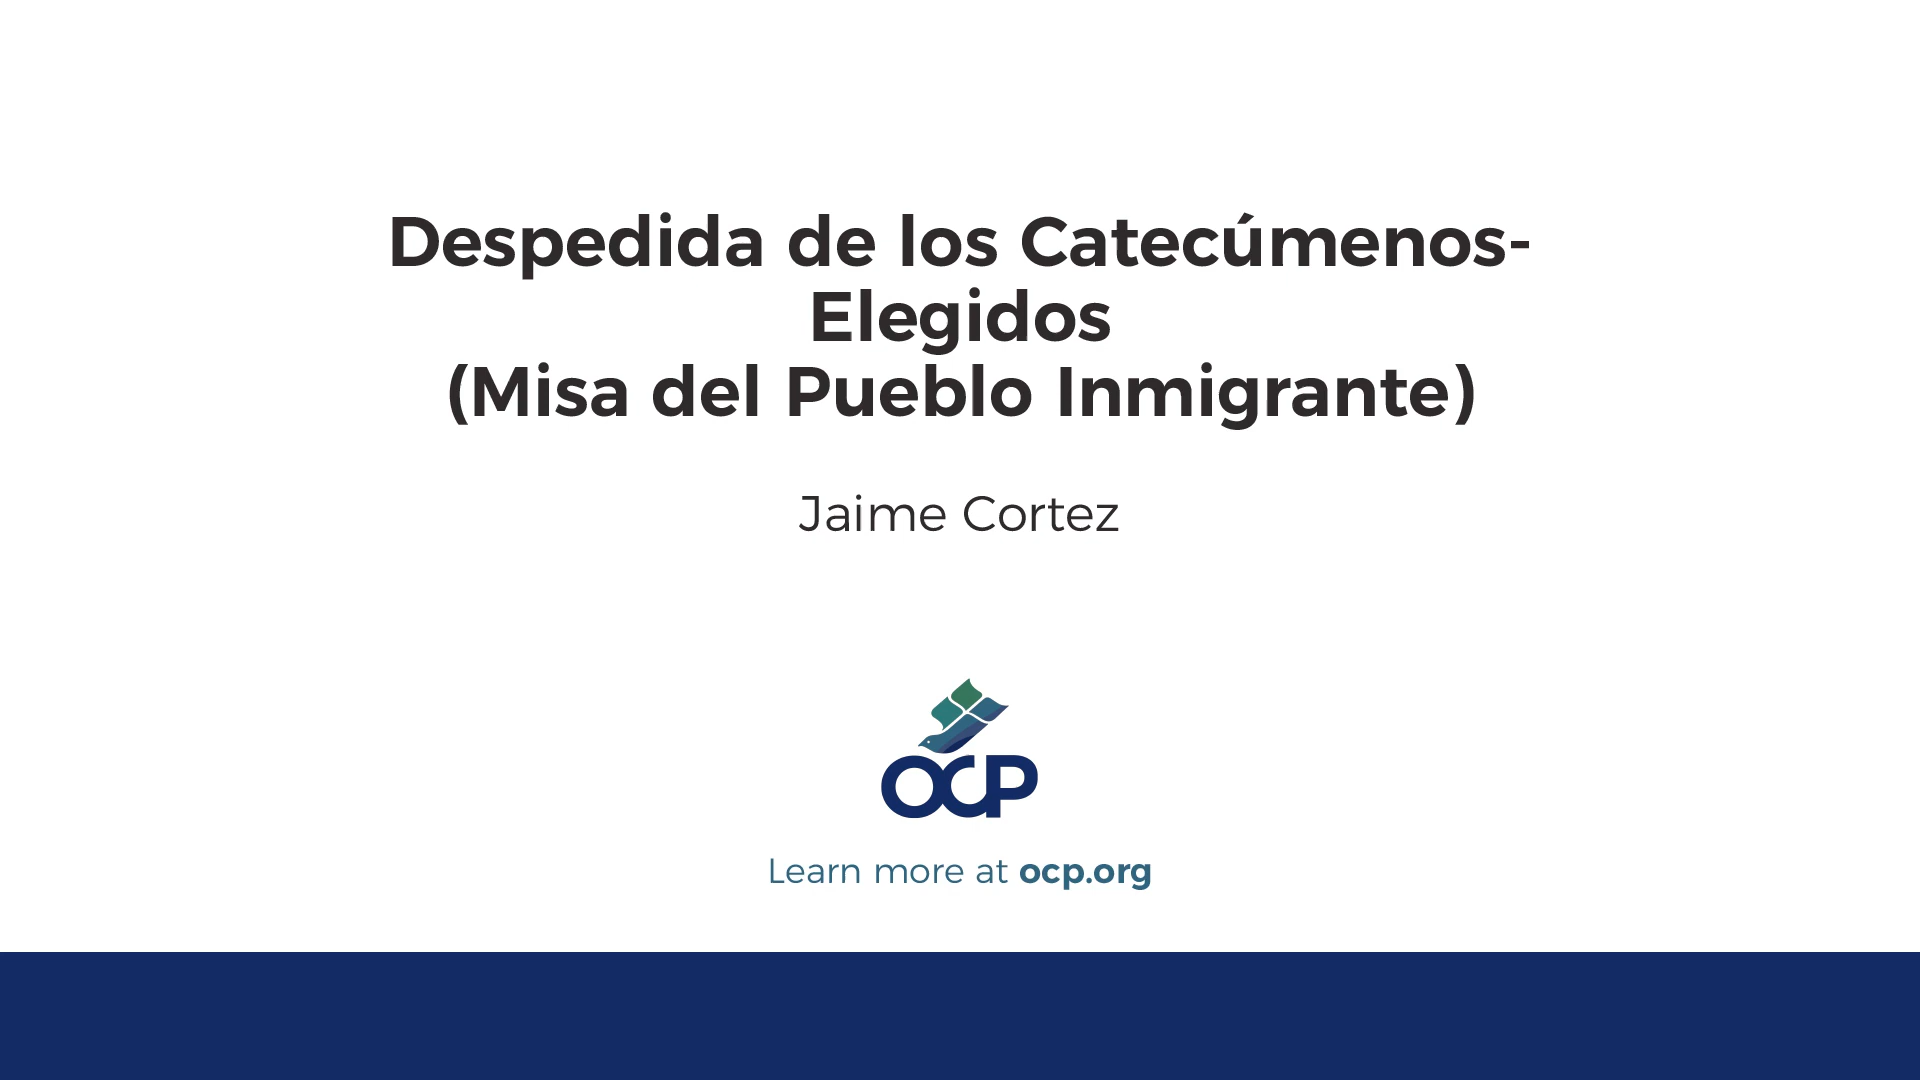 Despedida de los Catecúmenos-
Elegidos
(Misa del Pueblo Inmigrante)
Jaime Cortez
OCP
Learn more at ocp.org